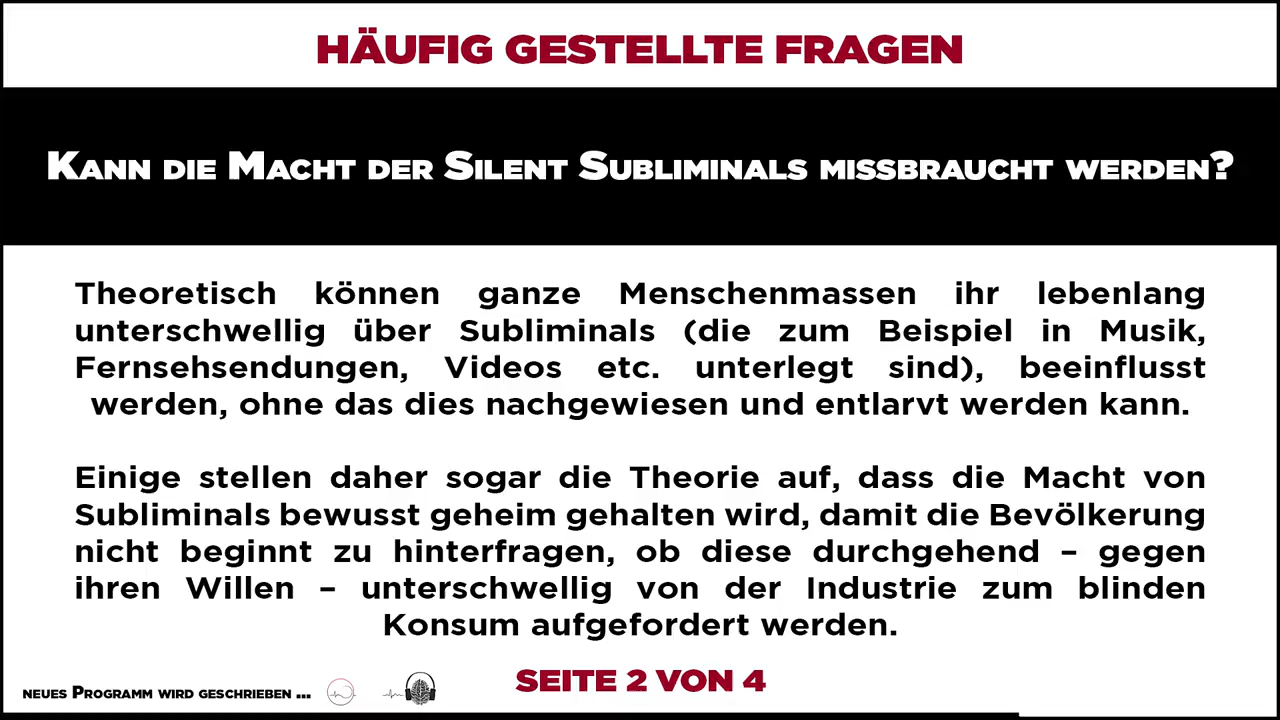 HÄUFIG GESTELLTE FRAGEN
KANN DIE MACHT DER SILENT SUBLIMINALS MISSBRAUCHT WERDEN?
Theoretisch können ganze Menschenmassen ihr lebenlang
unterschwellig über Subliminals (die zum Beispiel in Musik,
Fernsehsendungen, Videos etc. unterlegt sind), beeinflusst
werden, ohne das dies nachgewiesen und entlarvt werden kann.
Einige stellen daher sogar die Theorie auf, dass die Macht von
Subliminals bewusst geheim gehalten wird, damit die Bevölkerung
nicht beginnt zu hinterfragen, ob diese durchgehend – gegen
ihren Willen – unterschwellig von der Industrie zum blinden
Konsum aufgefordert werden.
NEUES PROGRAMM WIRD GESCHRIEBEN ...
SEITE 2 VON 4